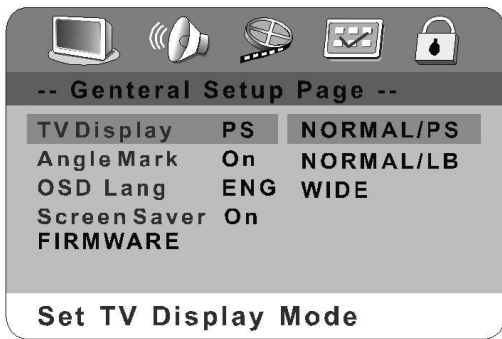 -- Genteral Setup Page --
TV Display PS NORMAL/PS
Angle Mark On NORMAL/LB
OSD Lang ENG WIDE
Screen Saver On
FIRMWARE
Set TV Display Mode